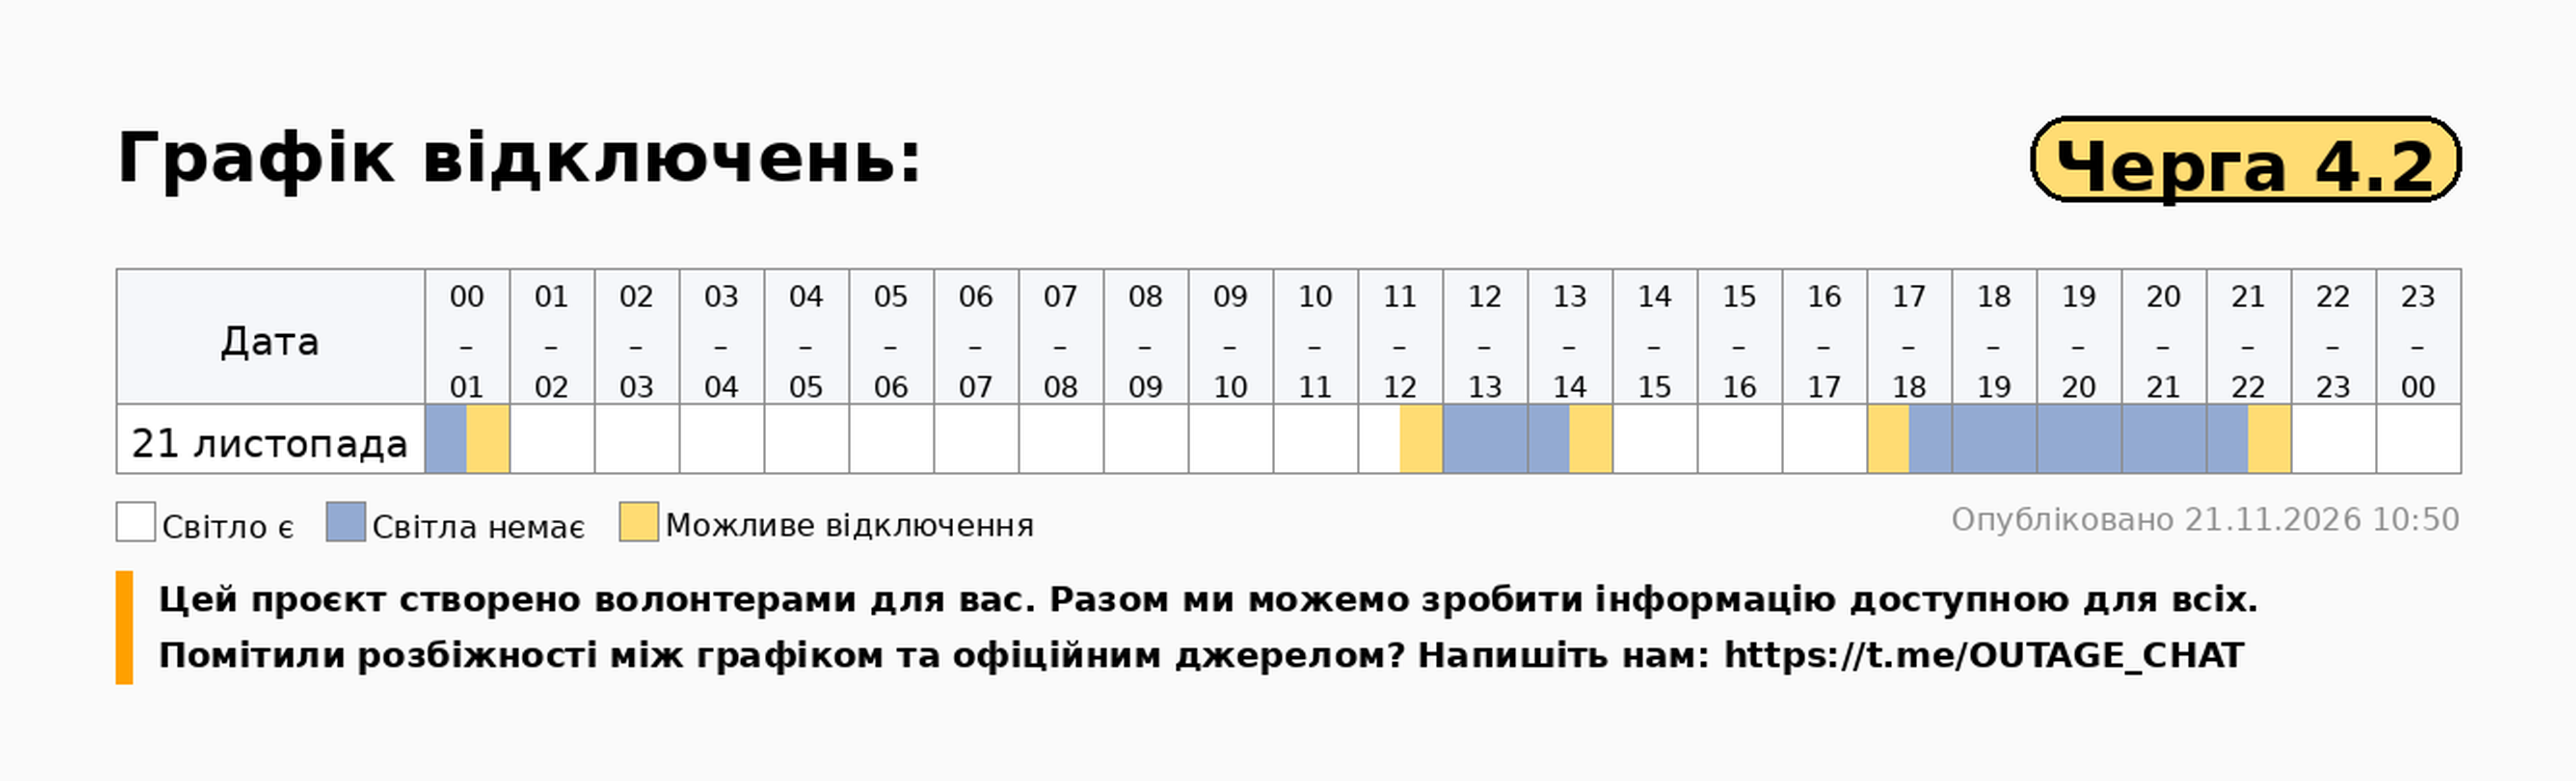 Графік відключень:
Черга 4.2
Дата 00 – 01 01 – 02 02 – 03 03 – 04 04 – 05 05 – 06 06 – 07 07 – 08 08 – 09 09 – 10 10 – 11 11 – 12 12 – 13 13 – 14 14 – 15 15 – 16 16 – 17 17 – 18 18 – 19 19 – 20 20 – 21 21 – 22 22 – 23 23 – 00
21 листопада
Світло є Світла немає Можливе відключення
Опубліковано 21.11.2026 10:50
Цей проєкт створено волонтерами для вас. Разом ми можемо зробити інформацію доступною для всіх.
Помітили розбіжності між графіком та офіційним джерелом? Напишіть нам: https://t.me/OUTAGE_CHAT